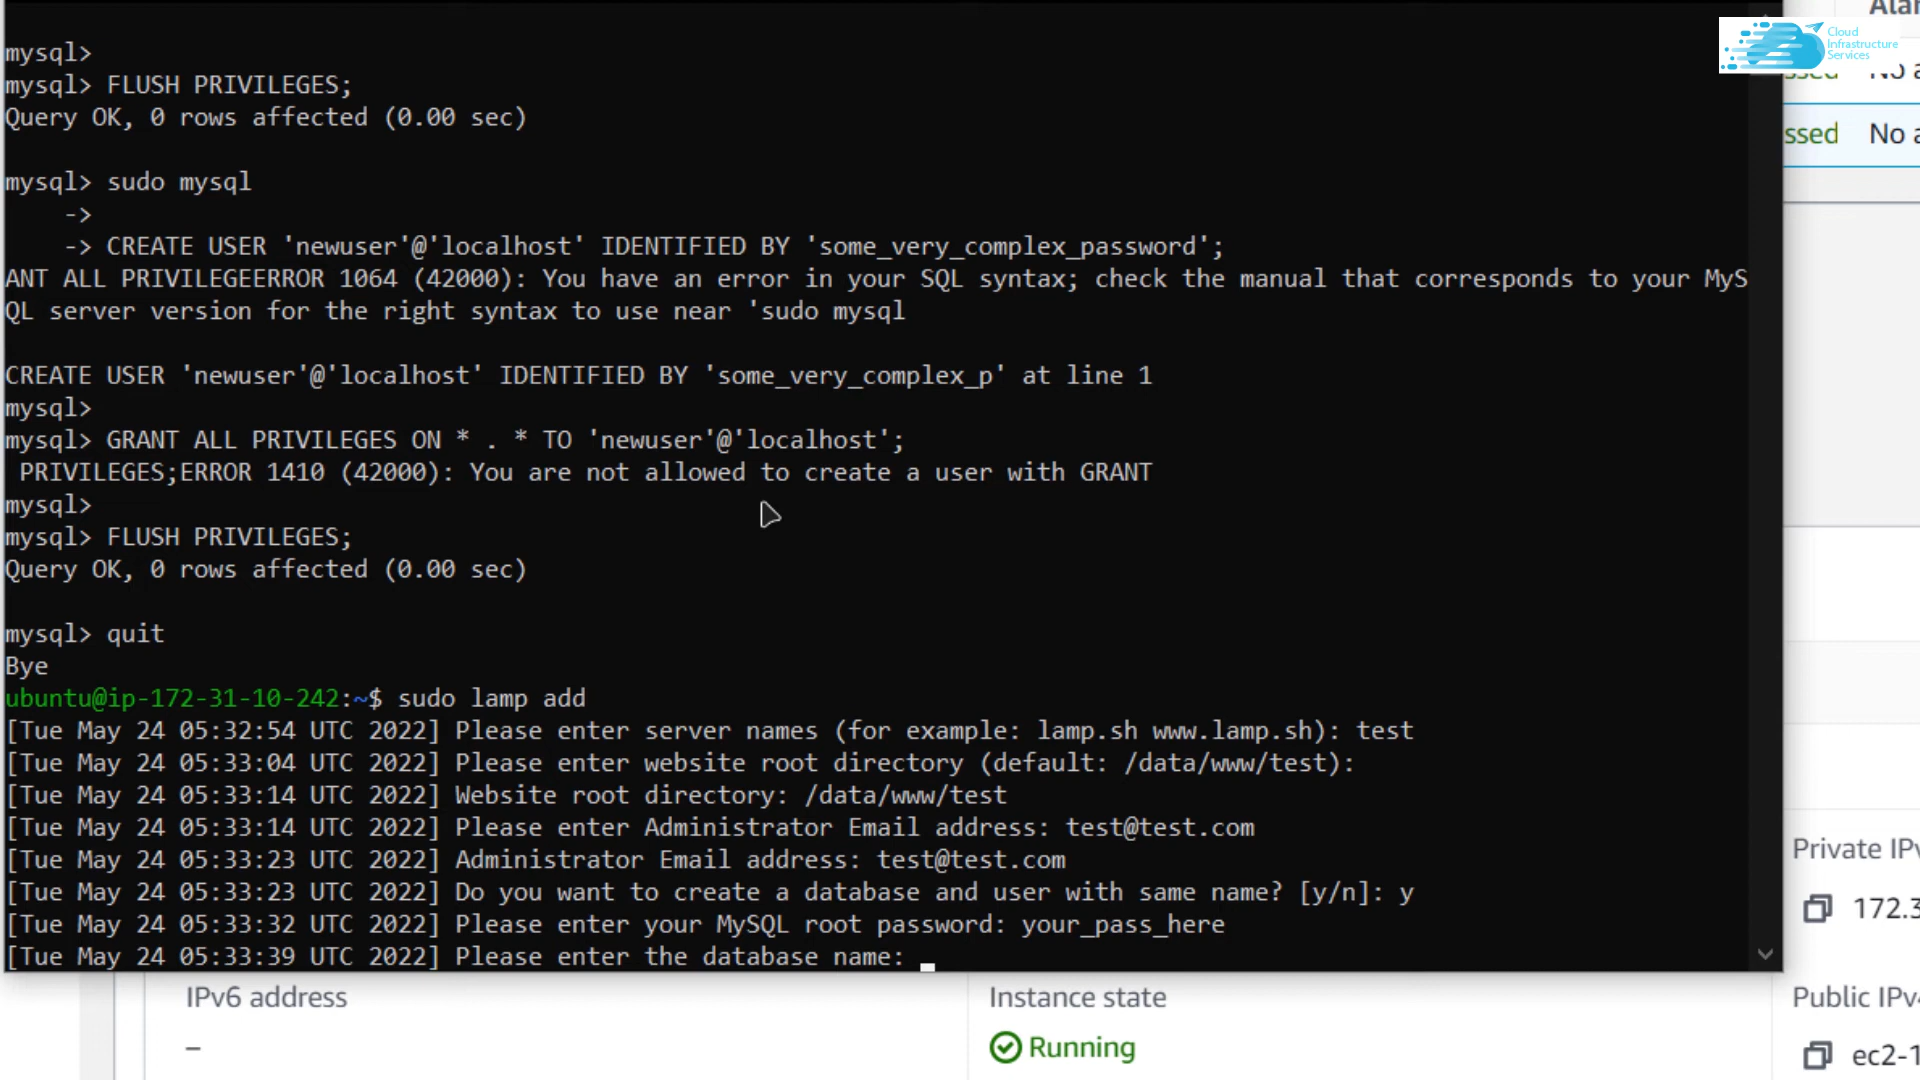 mysql>
mysql> FLUSH PRIVILEGES;
Query OK, 0 rows affected (0.00 sec)
mysql> sudo mysql
->
-> CREATE USER 'newuser'@'localhost' IDENTIFIED BY 'some_very_complex_password';
ANT ALL PRIVILEGEERROR 1064 (42000): You have an error in your SQL syntax; check the manual that corresponds to your MyS
QL server version for the right syntax to use near 'sudo mysql
CREATE USER 'newuser'@'localhost' IDENTIFIED BY 'some_very_complex_p' at line 1
mysql>
mysql> GRANT ALL PRIVILEGES ON * . * TO 'newuser'@'localhost';
PRIVILEGES;ERROR 1410 (42000): You are not allowed to create a user with GRANT
mysql>
mysql> FLUSH PRIVILEGES;
Query OK, 0 rows affected (0.00 sec)
mysql> quit
Bye
ubuntu@ip-172-31-10-242:~$ sudo lamp add
[Tue May 24 05:32:54 UTC 2022] Please enter server names (for example: lamp.sh www.lamp.sh): test
[Tue May 24 05:33:04 UTC 2022] Please enter website root directory (default: /data/www/test):
[Tue May 24 05:33:14 UTC 2022] Website root directory: /data/www/test
[Tue May 24 05:33:14 UTC 2022] Please enter Administrator Email address: test@test.com
[Tue May 24 05:33:23 UTC 2022] Administrator Email address: test@test.com
[Tue May 24 05:33:23 UTC 2022] Do you want to create a database and user with same name? [y/n]: y
[Tue May 24 05:33:32 UTC 2022] Please enter your MySQL root password: your_pass_here
[Tue May 24 05:33:39 UTC 2022] Please enter the database name:
Cloud
Infrastructure
Services
ssed No a
Private IPv
172.3
IPv6 address
–
Instance state
Running
Public IPv4
ec2-1